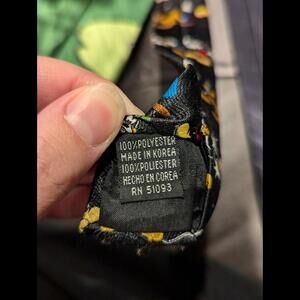 100%POLYESTER
MADE IN KOREA
100%POLIESTER
HECHO EN COREA
RN 51093